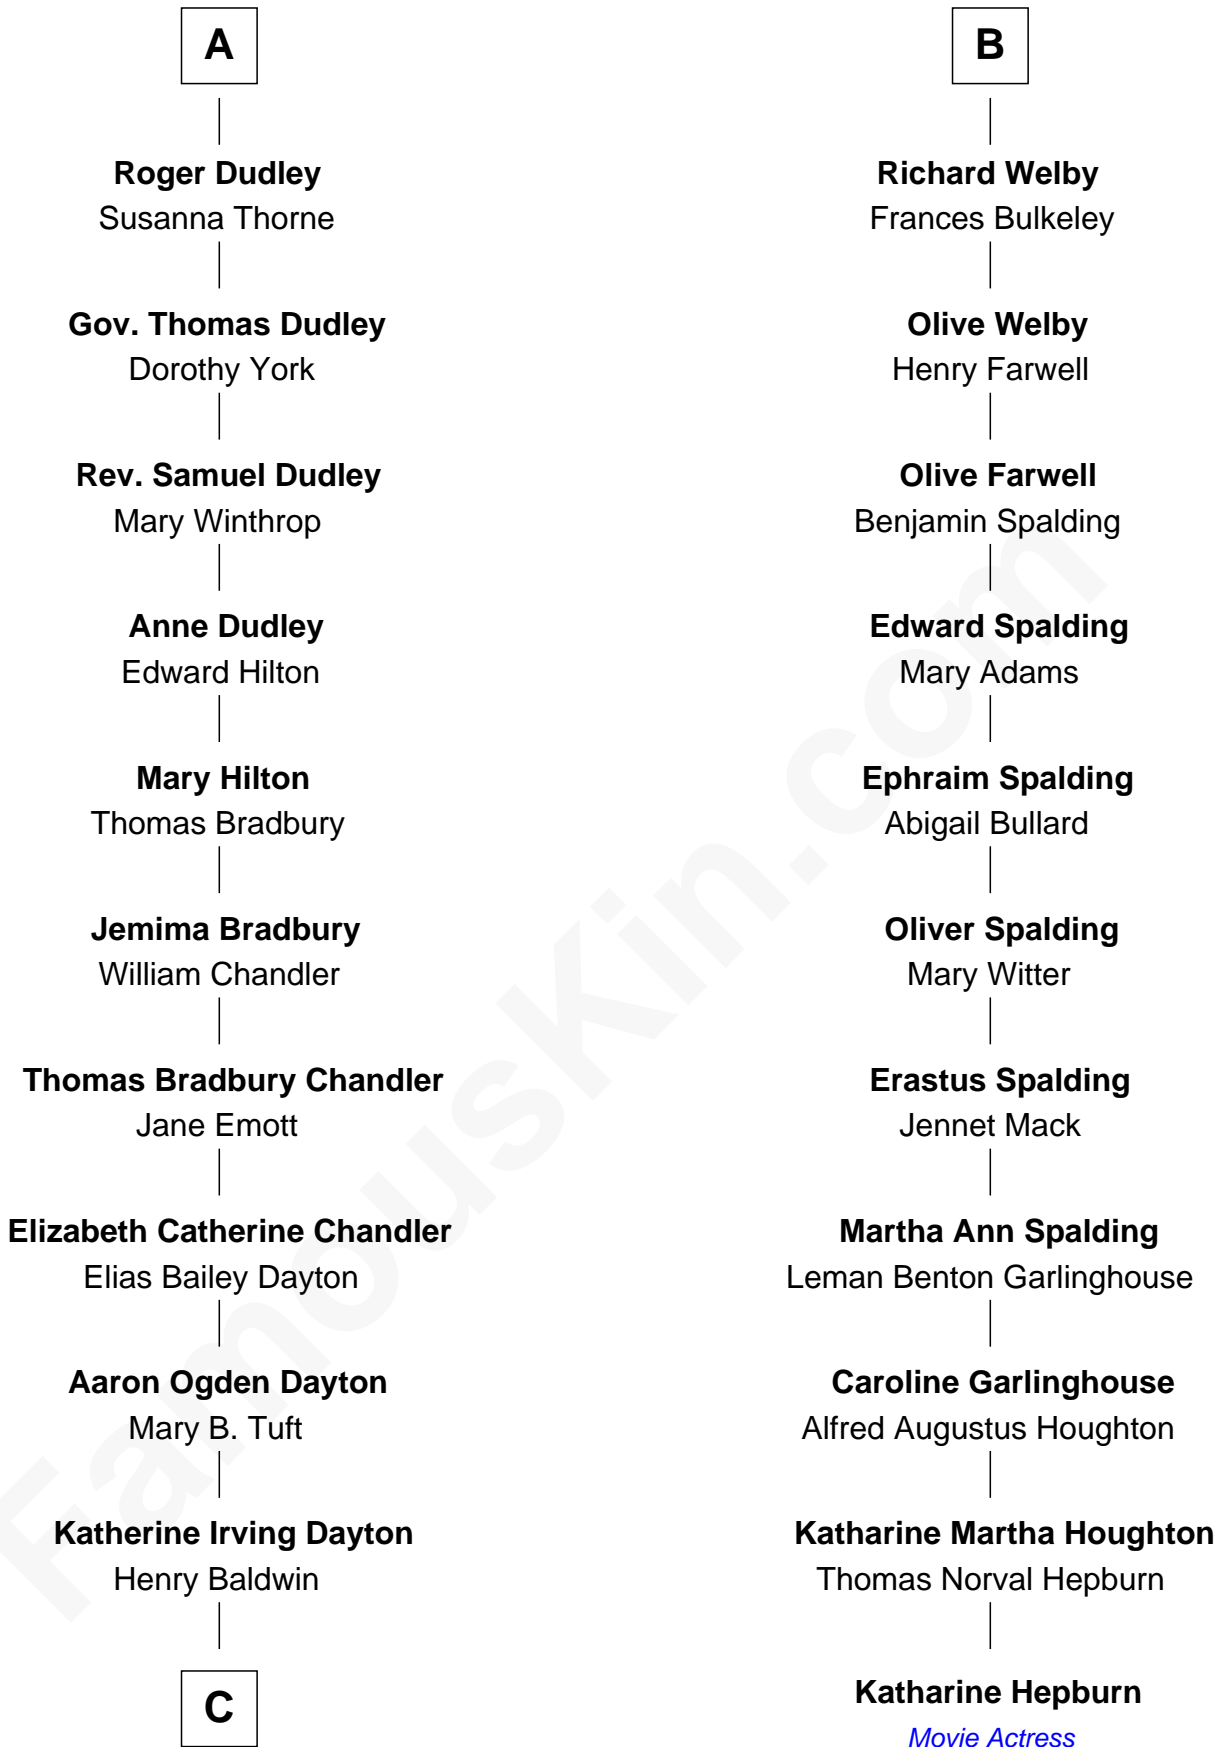 A
Roger Dudley
Susanna Thorne
Gov. Thomas Dudley
Dorothy York
Rev. Samuel Dudley
Mary Winthrop
Anne Dudley
Edward Hilton
Mary Hilton
Thomas Bradbury
Jemima Bradbury
William Chandler
Thomas Bradbury Chandler
Jane Emott
Elizabeth Catherine Chandler
Elias Bailey Dayton
Aaron Ogden Dayton
Mary B. Tuft
Katherine Irving Dayton
Henry Baldwin
C
B
Richard Welby
Frances Bulkeley
Olive Welby
Henry Farwell
Olive Farwell
Benjamin Spalding
Edward Spalding
Mary Adams
Ephraim Spalding
Abigail Bullard
Oliver Spalding
Mary Witter
Erastus Spalding
Jennet Mack
Martha Ann Spalding
Leman Benton Garlinghouse
Caroline Garlinghouse
Alfred Augustus Houghton
Katharine Martha Houghton
Thomas Norval Hepburn
Katharine Hepburn
Movie Actress
FamousKin.com